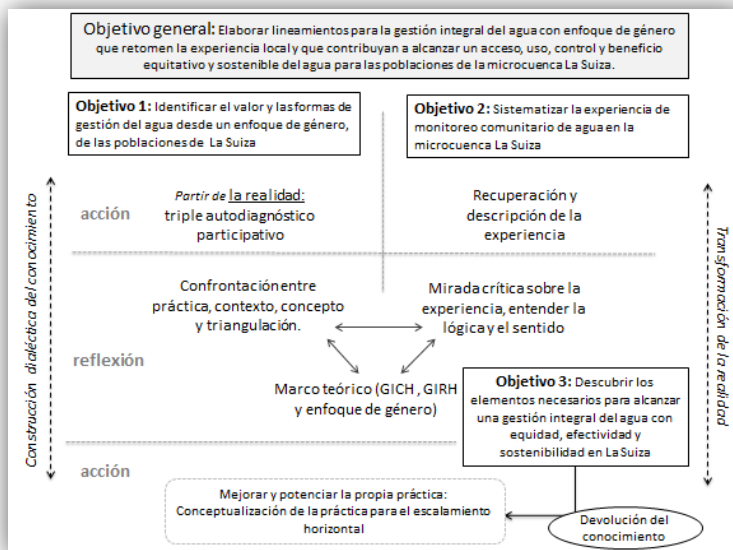 Objetivo general: Elaborar lineamientos para la gestión integral del agua con enfoque de género
que retomen la experiencia local y que contribuyan a alcanzar un acceso, uso, control y beneficio
equitativo y sostenible del agua para las poblaciones de la microcuenca La Suiza.
Objetivo 1: Identificar el valor y las formas de
gestión del agua desde un enfoque de género,
de las poblaciones de La Suiza
Objetivo 2: Sistematizar la experiencia de
monitoreo comunitario de agua en la
microcuenca La Suiza
Construcción dialéctica del conocimiento
acción
Partir de la realidad:
triple autodiagnóstico
participativo
Recuperación y
descripción de la
experiencia
Transformación de la realidad
reflexión
Confrontación entre
práctica, contexto, concepto
y triangulación.
Mirada crítica sobre la
experiencia, entender la
lógica y el sentido
Marco teórico (GICH , GIRH
y enfoque de género)
Objetivo 3: Descubrir los
elementos necesarios para alcanzar
una gestión integral del agua con
equidad, efectividad y
sostenibilidad en La Suiza
acción
Mejorar y potenciar la propia práctica:
Conceptualización de la práctica para el escalamiento
horizontal
Devolución del
conocimiento